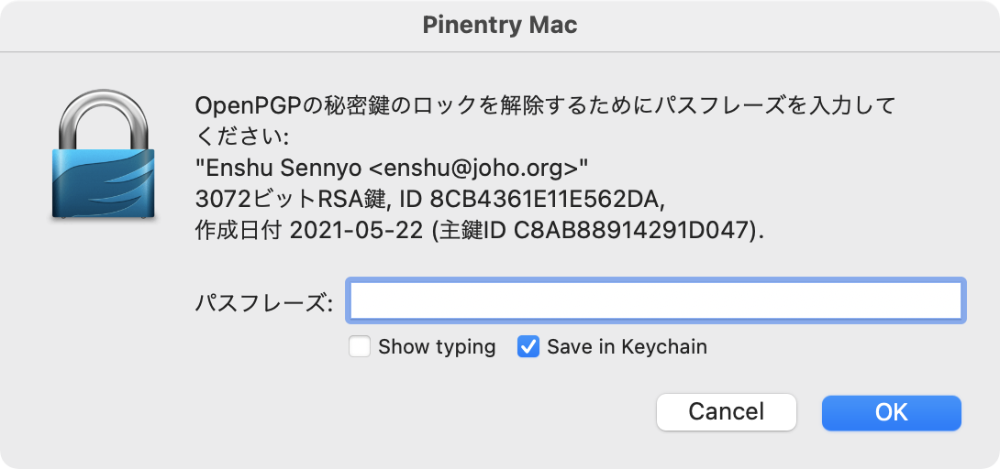 Pinentry Mac
OpenPGPの秘密鍵のロックを解除するためにパスフレーズを入力して
ください:
"Enshu Sennyo <enshu@joho.org>"
3072ビットRSA鍵, ID 8CB4361E11E562DA,
作成日付 2021-05-22 (主鍵ID C8AB88914291D047).
パスフレーズ:
Show typing
Save in Keychain
Cancel
OK